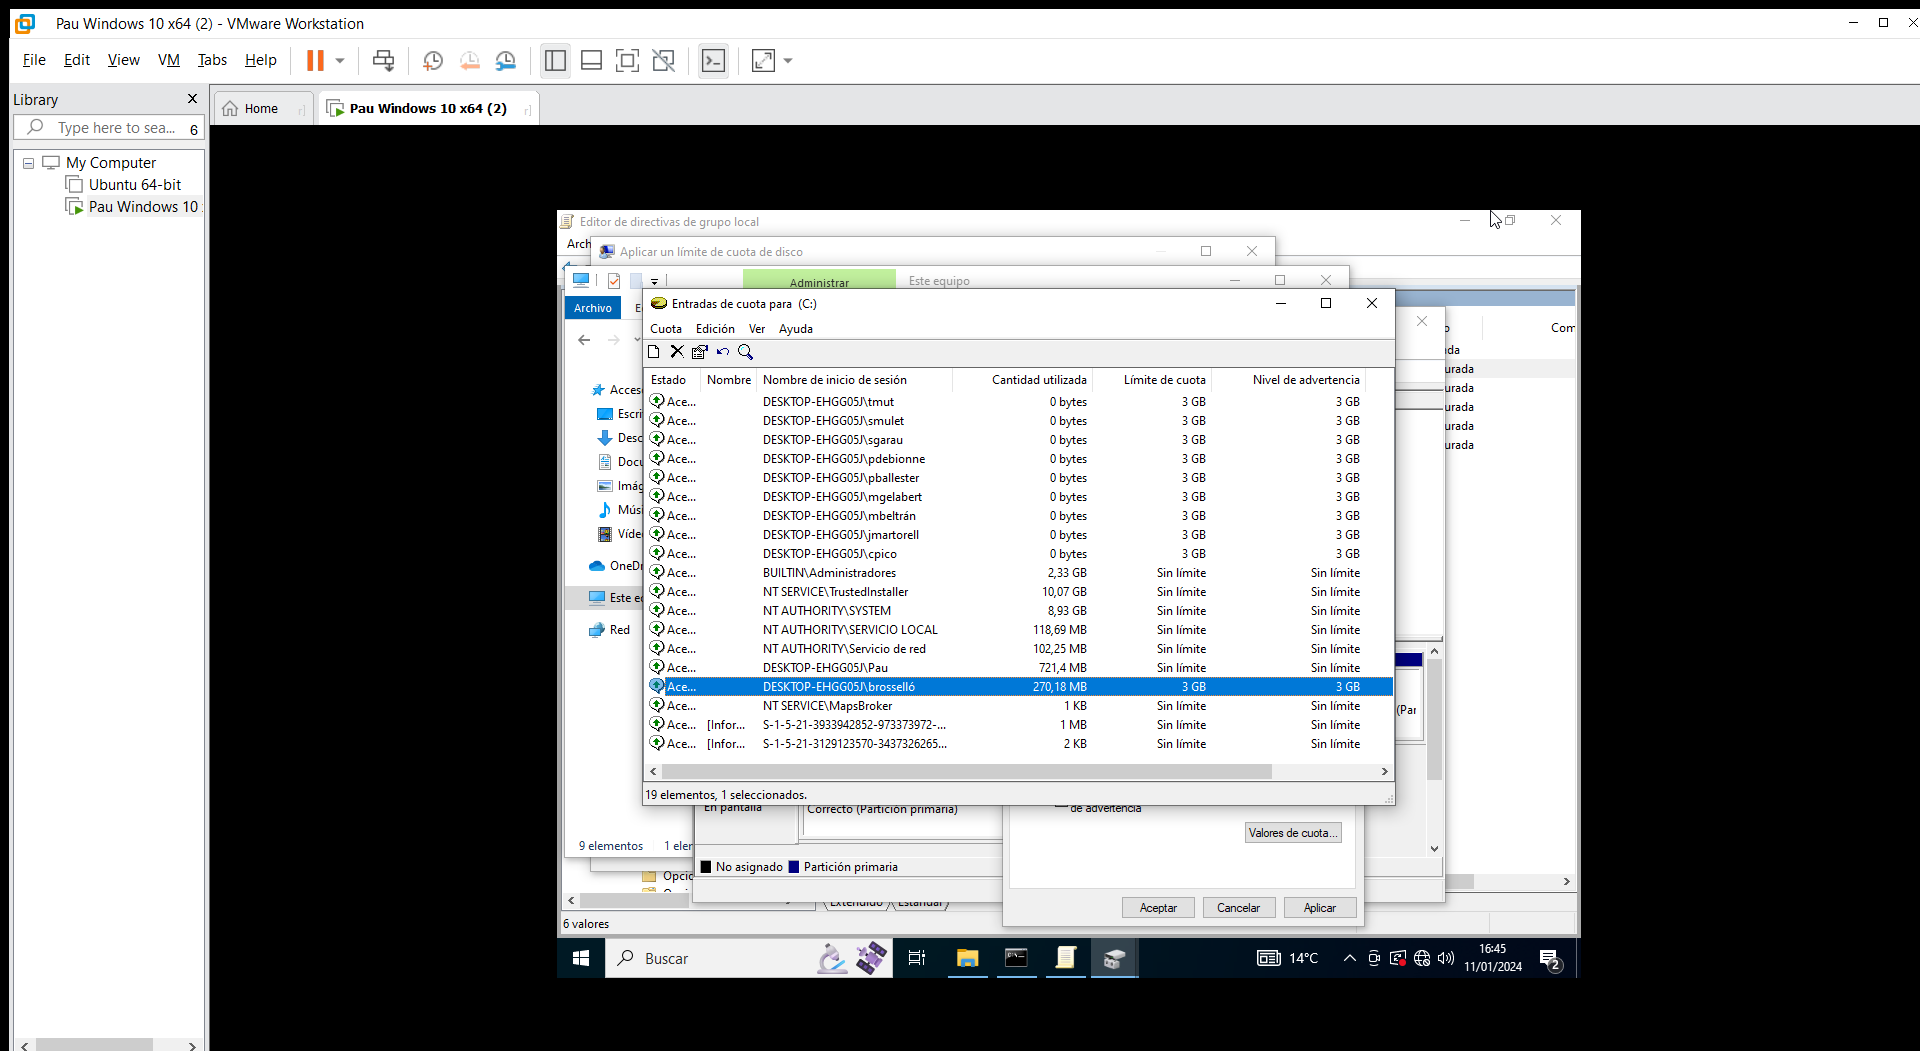 Pau Windows 10 x64 (2) - VMware Workstation
File Edit View VM Tabs Help
Library
Home
Pau Windows 10 x64 (2)
Type here to sea... 6
My Computer
Ubuntu 64-bit
Pau Windows 10
Editor de directivas de grupo local
Arch
Aplicar un límite de cuota de disco
Administrar
Este equipo
Archivo
Entradas de cuota para (C:)
Cuota Edición Ver Ayuda
Com
Estado Nombre Nombre de inicio de sesión Cantidad utilizada Límite de cuota Nivel de advertencia
Ace... DESKTOP-EHGG05J\tmut 0 bytes 3 GB 3 GB
Ace... DESKTOP-EHGG05J\smulet 0 bytes 3 GB 3 GB
Ace... DESKTOP-EHGG05J\sgarau 0 bytes 3 GB 3 GB
Ace... DESKTOP-EHGG05J\pdebionne 0 bytes 3 GB 3 GB
Ace... DESKTOP-EHGG05J\pballester 0 bytes 3 GB 3 GB
Ace... DESKTOP-EHGG05J\mgelabert 0 bytes 3 GB 3 GB
Ace... DESKTOP-EHGG05J\mbeltrán 0 bytes 3 GB 3 GB
Ace... DESKTOP-EHGG05J\jmartorell 0 bytes 3 GB 3 GB
Ace... DESKTOP-EHGG05J\cpico 0 bytes 3 GB 3 GB
Ace... BUILTIN\Administradores 2,33 GB Sin límite Sin límite
Ace... NT SERVICE\TrustedInstaller 10,07 GB Sin límite Sin límite
Ace... NT AUTHORITY\SYSTEM 8,93 GB Sin límite Sin límite
Ace... NT AUTHORITY\SERVICIO LOCAL 118,69 MB Sin límite Sin límite
Ace... NT AUTHORITY\Servicio de red 102,25 MB Sin límite Sin límite
Ace... DESKTOP-EHGG05J\Pau 721,4 MB Sin límite Sin límite
Ace... DESKTOP-EHGG05J\brosselló 270,18 MB 3 GB 3 GB
Ace... NT SERVICE\MapsBroker 1 KB Sin límite Sin límite
Ace... [Infor... S-1-5-21-3933942852-973373972-... 1 MB Sin límite Sin límite
Ace... [Infor... S-1-5-21-3129123570-3437326265... 2 KB Sin límite Sin límite
19 elementos, 1 seleccionados.
Acces
Escri
Desc
Docu
Imág
Músi
Víde
OneDr
Este e
Red
da
urada
urada
urada
urada
urada
(Par
En pantalla
Correcto (Partición primaria)
de advertencia
Valores de cuota...
9 elementos 1 eler
No asignado Partición primaria
Opcio
Aceptar Cancelar Aplicar
Extendido Estándar
6 valores
Buscar
14°C
16:45
11/01/2024
2